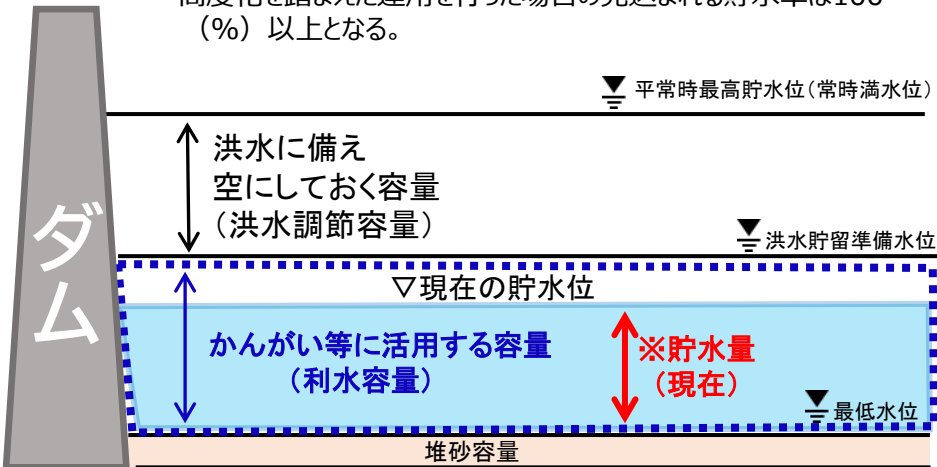 (%)以上となる。
平常時最高貯水位(常時満水位)
洪水に備え
空にしておく容量
(洪水調節容量)
洪水貯留準備水位
ダム
▽現在の貯水位
かんがい等に活用する容量
(利水容量)
※貯水量
(現在)
最低水位
堆砂容量